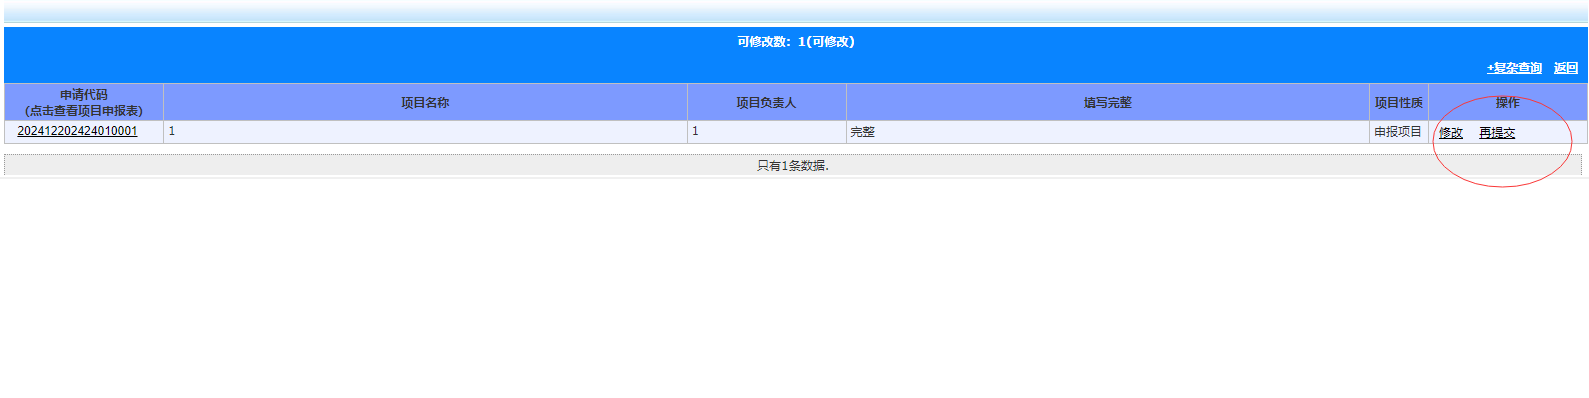 可修改数：1(可修改)
+复杂查询 返回
申请代码
(点击查看项目申报表) 项目名称 项目负责人 填写完整 项目性质 操作
202412202424010001 1 1 完整 申报项目 修改 再提交
只有1条数据.